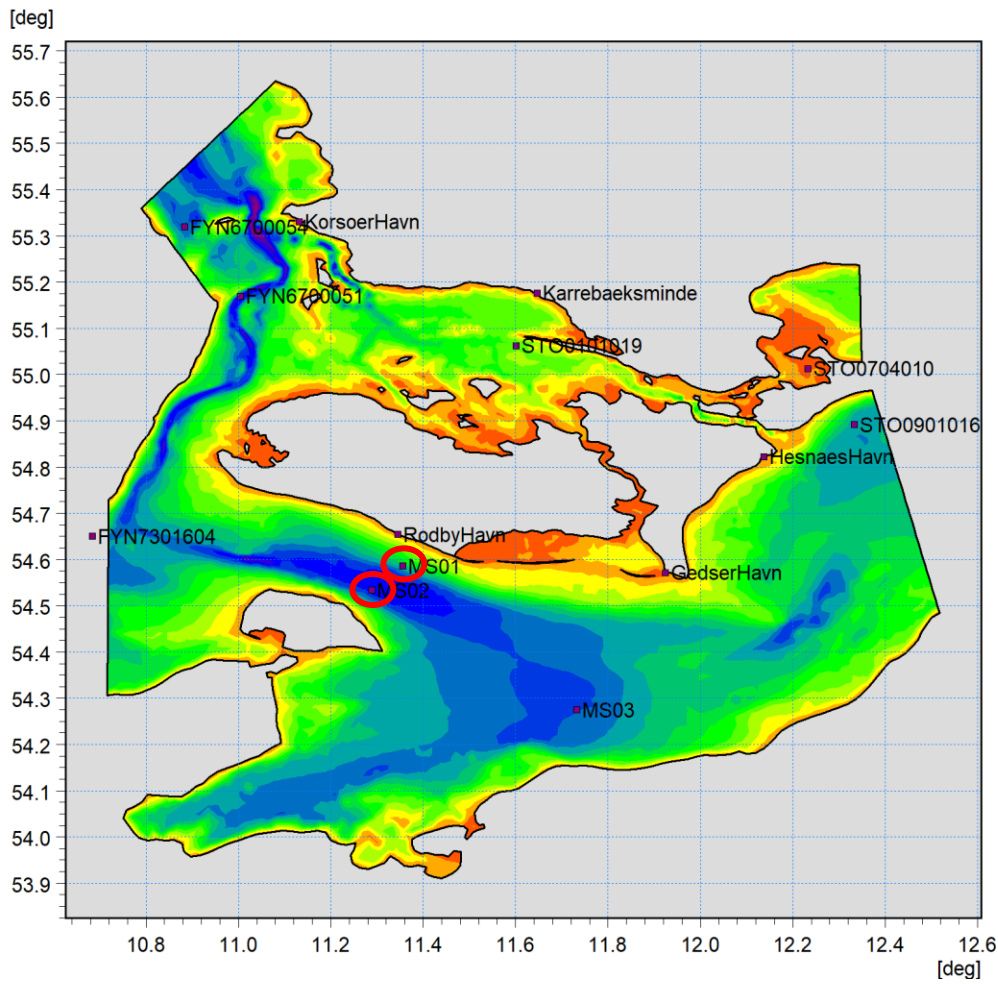 [deg]
55.7
55.6
55.5
55.4
55.3
55.2
55.1
55.0
54.9
54.8
54.7
54.6
54.5
54.4
54.3
54.2
54.1
54.0
53.9
FYN6700054
KorsoerHavn
FYN6700051
Karrebaeksminde
STO0101019
STO0704010
STO0901016
HesnaesHavn
FYN7301604
RodbyHavn
MS01
GedserHavn
MS02
MS03
10.8 11.0 11.2 11.4 11.6 11.8 12.0 12.2 12.4 12.6
[deg]